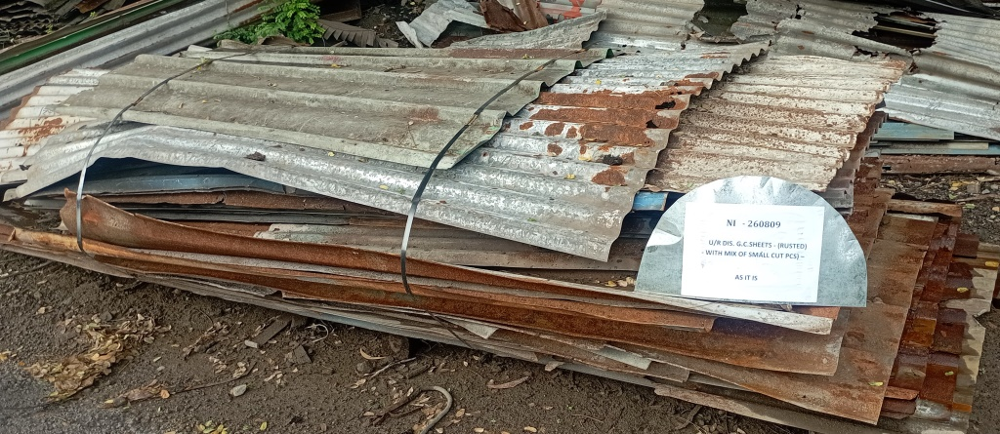 NI - 260809
U/R DIS. G.C.SHEETS - (RUSTED)
- WITH MIX OF SMALL CUT PCS) –
AS IT IS